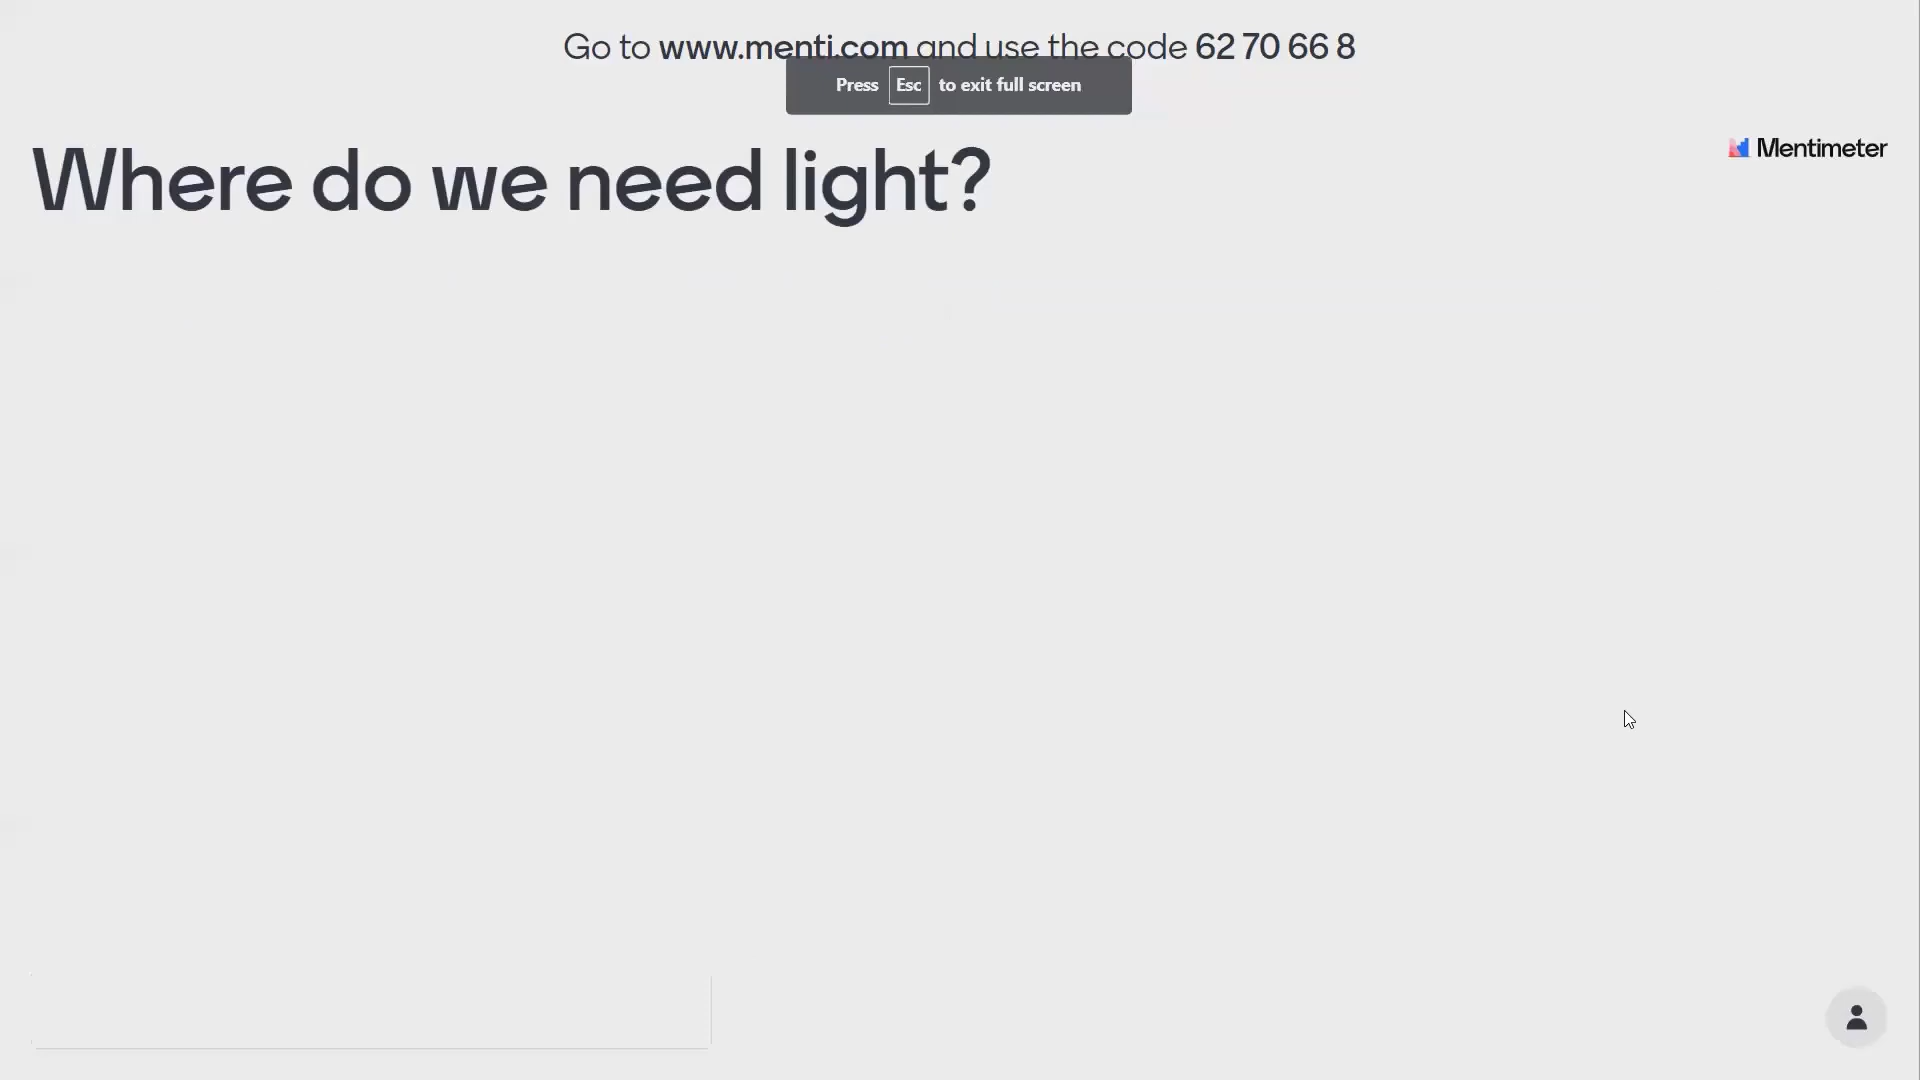 Go to www.menti.com and use the code 62 70 66 8
Press Esc to exit full screen
Mentimeter
Where do we need light?